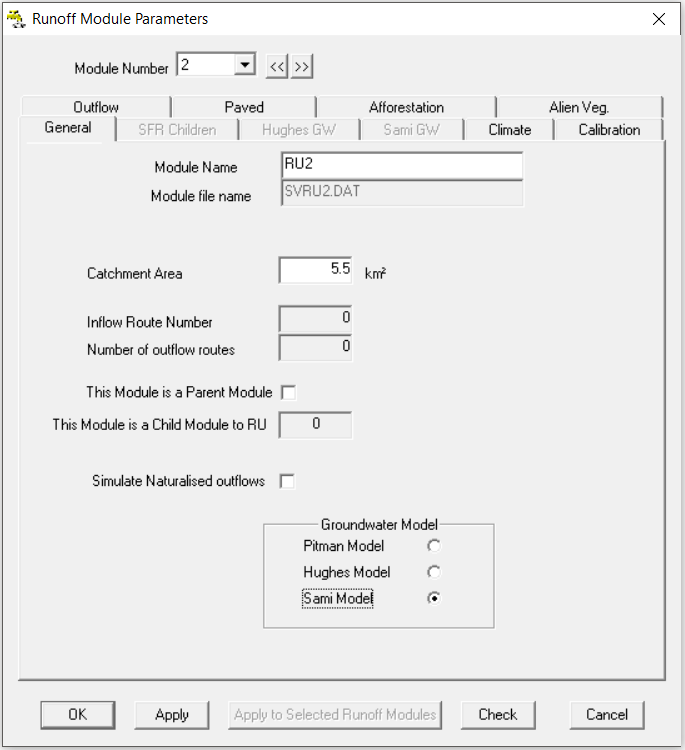 Runoff Module Parameters
Module Number 2 << >>
Outflow Paved Afforestation Alien Veg.
General SFR Children Hughes GW Sami GW Climate Calibration
Module Name RU2
Module file name SVRU2.DAT
Catchment Area 5.5 km²
Inflow Route Number 0
Number of outflow routes 0
This Module is a Parent Module
This Module is a Child Module to RU 0
Simulate Naturalised outflows
Groundwater Model
Pitman Model
Hughes Model
Sami Model
OK Apply Apply to Selected Runoff Modules Check Cancel